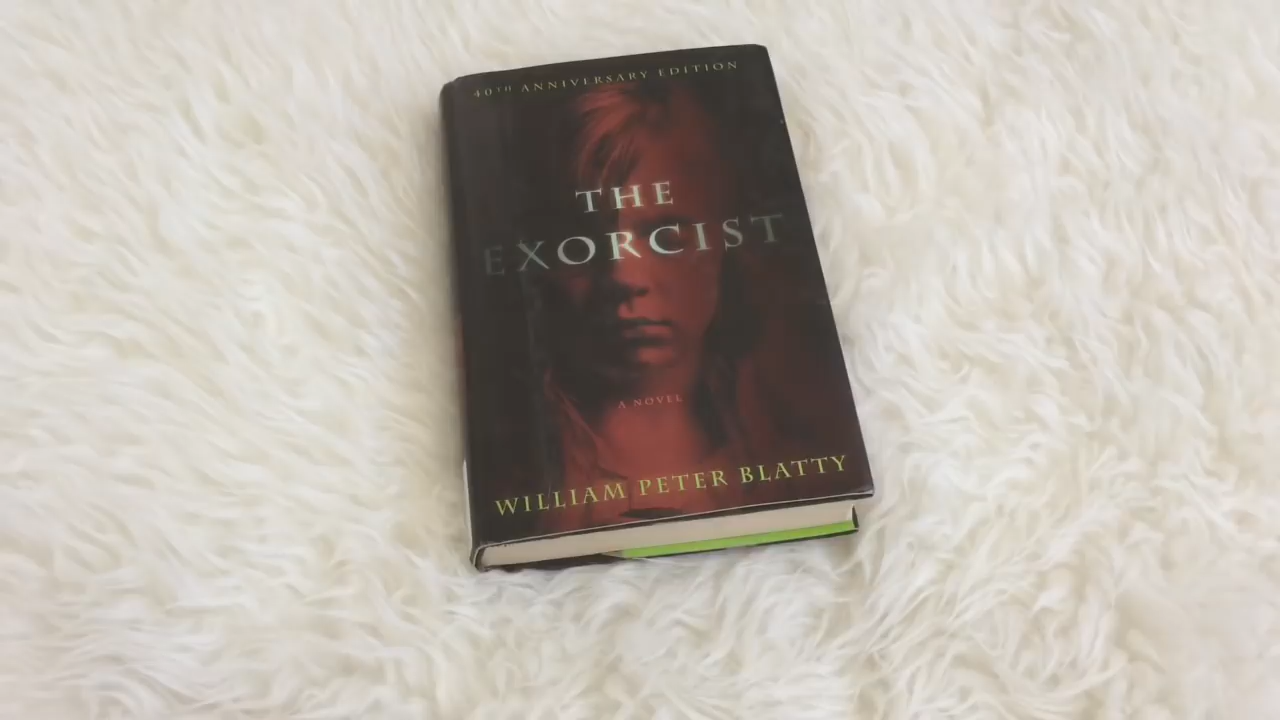 40TH ANNIVERSARY EDITION
THE
EXORCIST
A NOVEL
WILLIAM PETER BLATTY